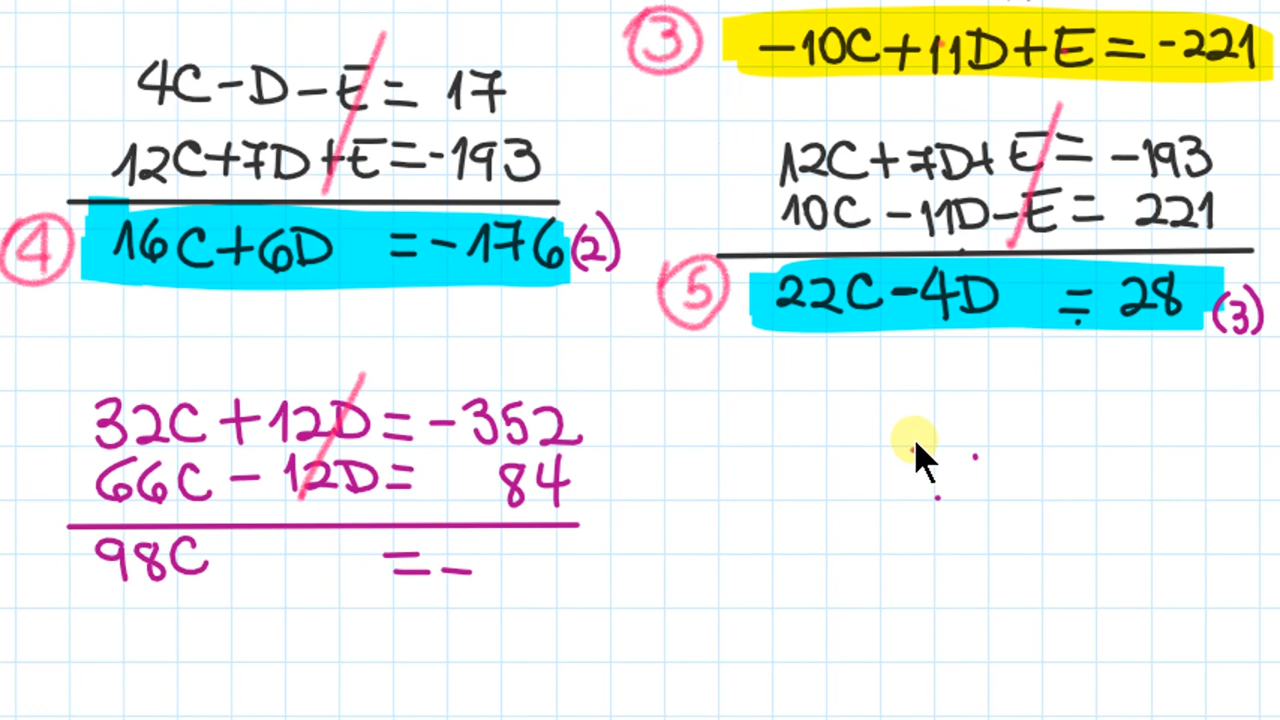 ③ -10C+11D+E=-221
4C-D-E= 17
12C+7D+E=-193
④ 16C+6D =-176(2)
12C+7D+E= -193
10C-11D-E= 221
⑤ 22C-4D = 28 (3)
32C+12D=-352
66C-12D= 84
98C =-